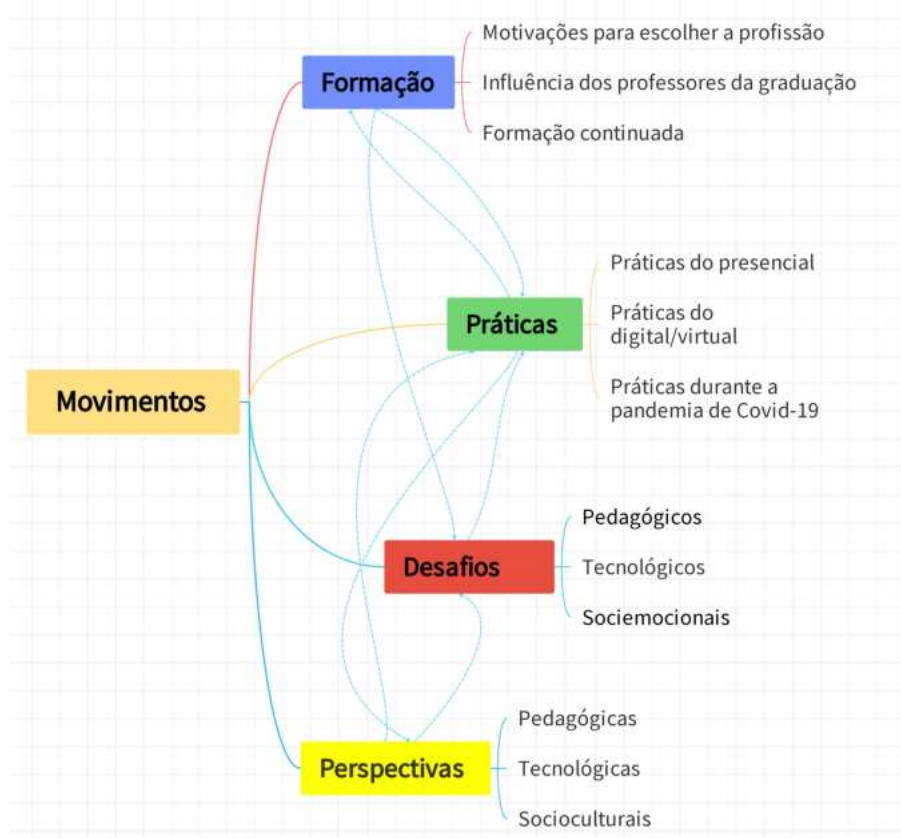 Formação
Motivações para escolher a profissão
Influência dos professores da graduação
Formação continuada
Movimentos
Práticas
Práticas do presencial
Práticas do
digital/virtual
Práticas durante a
pandemia de Covid-19
Desafios
Pedagógicos
Tecnológicos
Sociemocionais
Perspectivas
Pedagógicas
Tecnológicas
Socioculturais